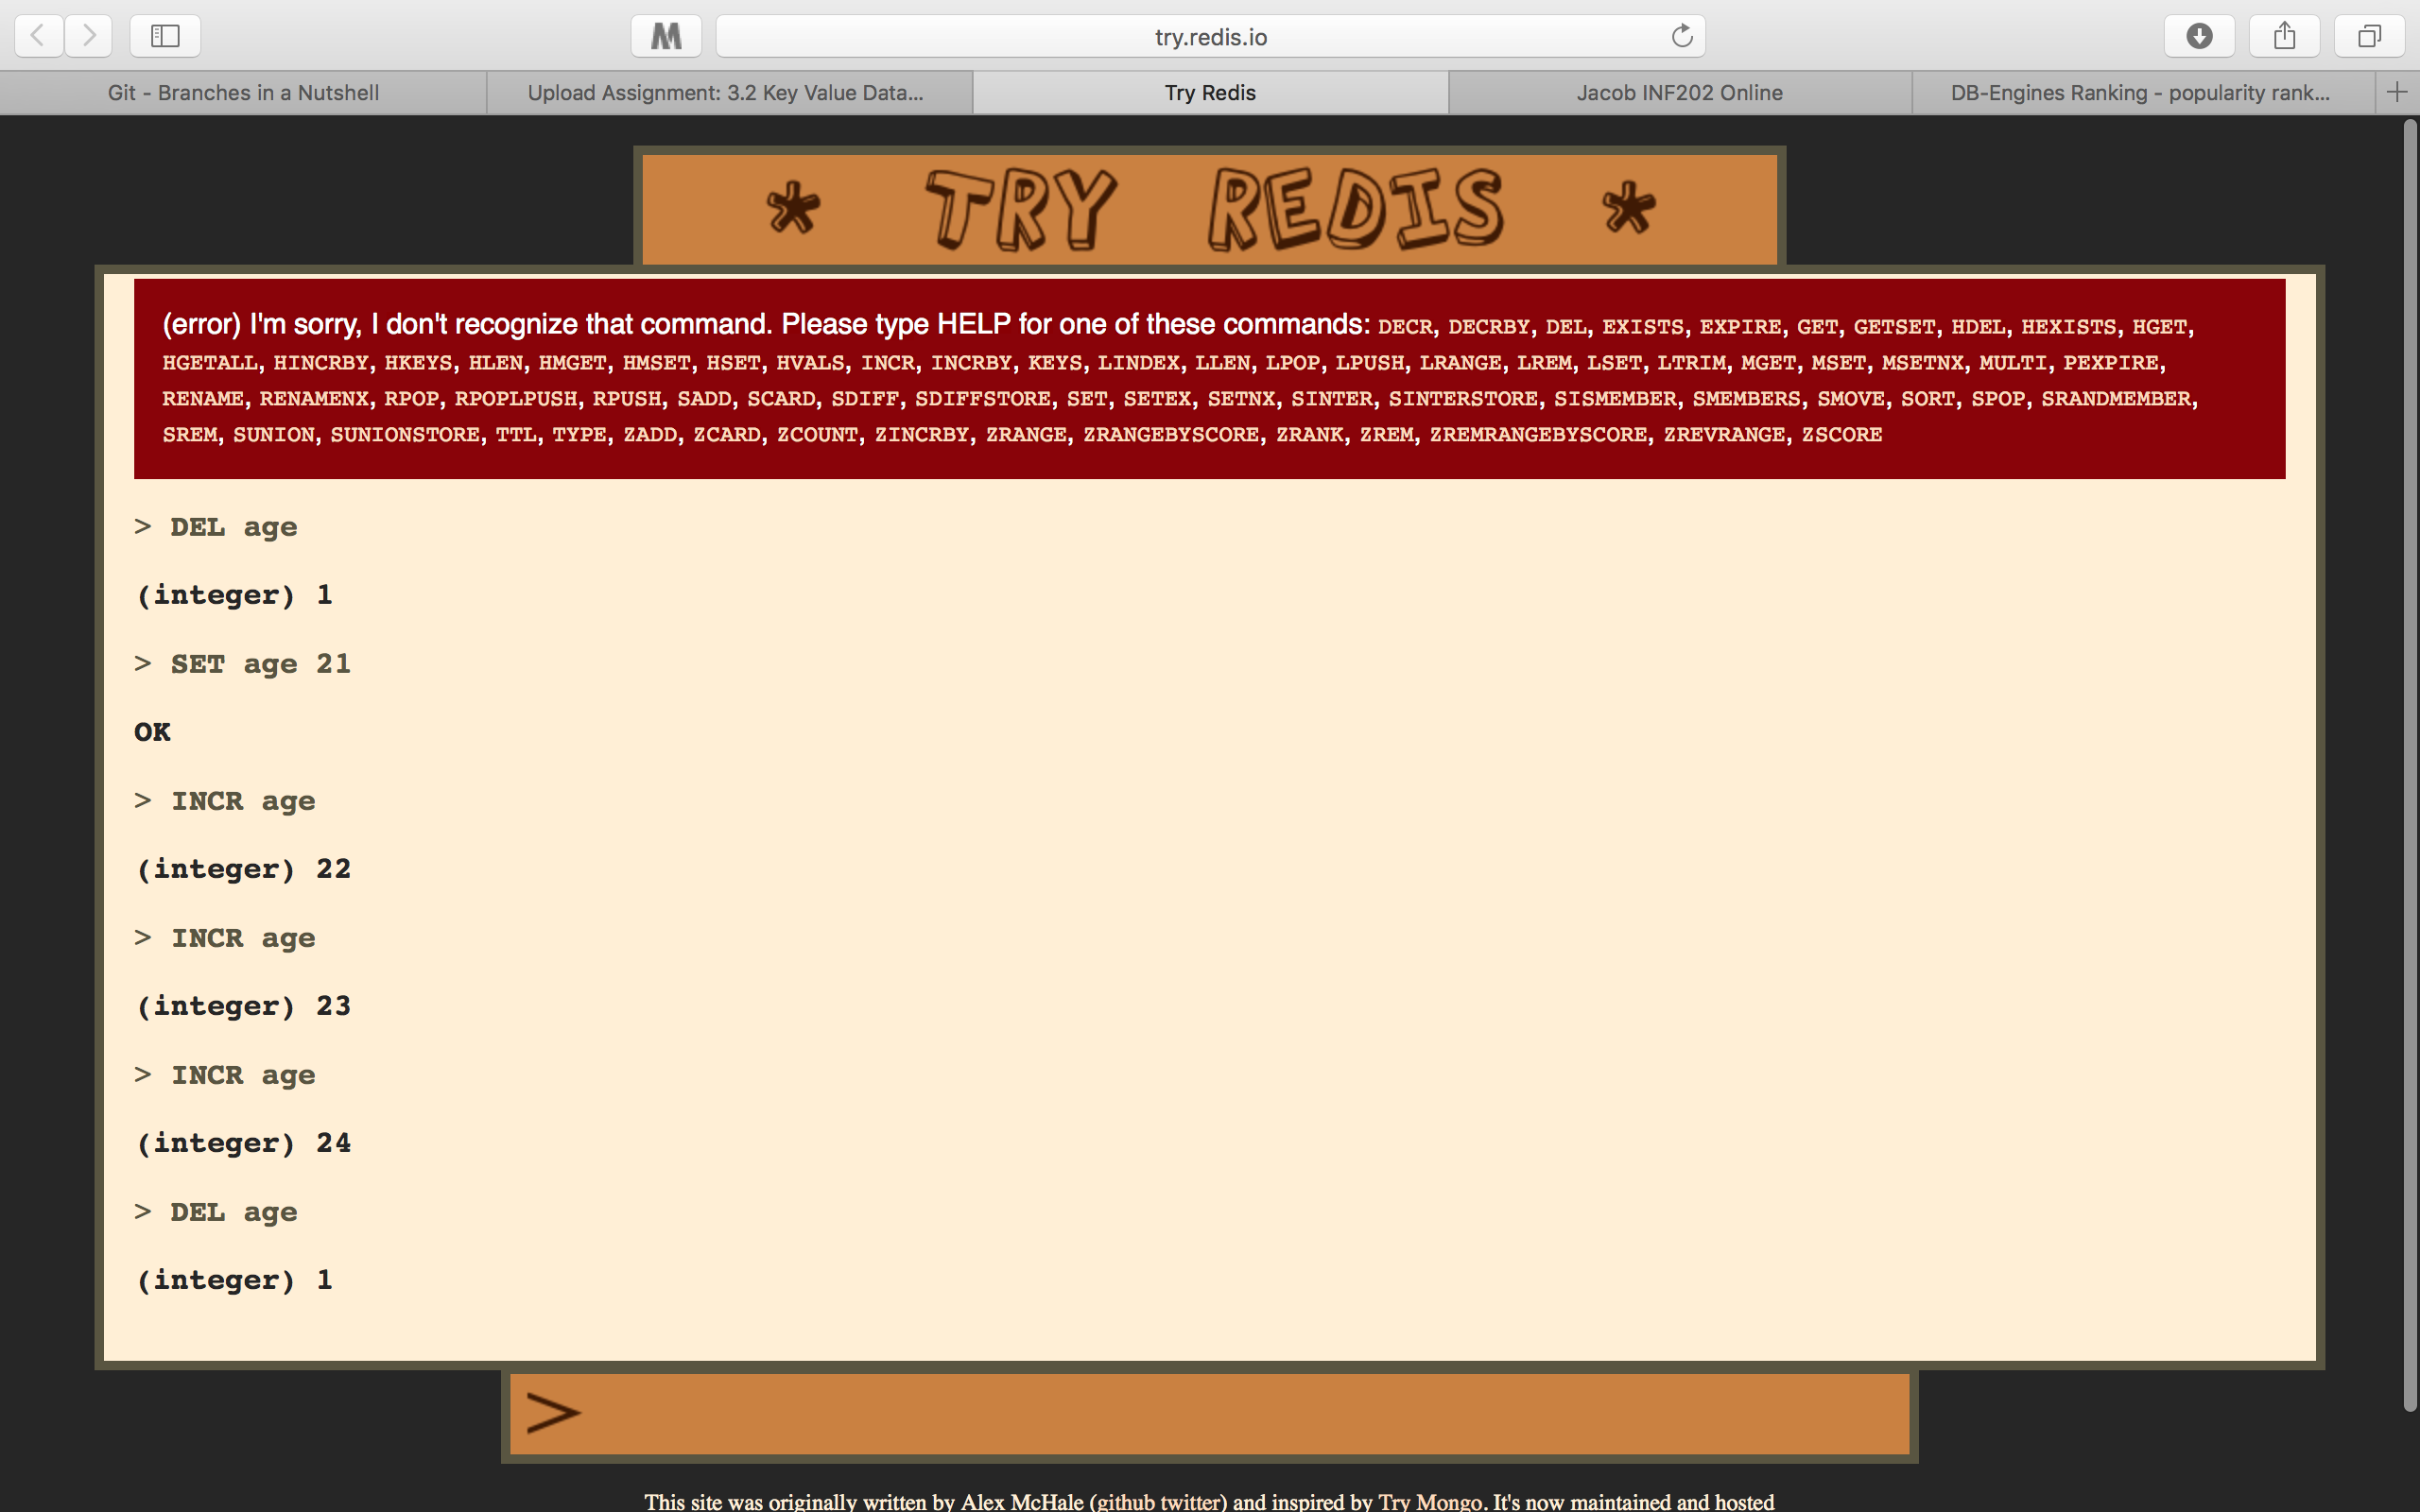 M
try.redis.io
Git - Branches in a Nutshell
Upload Assignment: 3.2 Key Value Data...
Try Redis
Jacob INF202 Online
DB-Engines Ranking - popularity rank...
* TRY REDIS *
(error) I'm sorry, I don't recognize that command. Please type HELP for one of these commands: DECR, DECRBY, DEL, EXISTS, EXPIRE, GET, GETSET, HDEL, HEXISTS, HGET,
HGETALL, HINCRBY, HKEYS, HLEN, HMGET, HMSET, HSET, HVALS, INCR, INCRBY, KEYS, LINDEX, LLEN, LPOP, LPUSH, LRANGE, LREM, LSET, LTRIM, MGET, MSET, MSETNX, MULTI, PEXPIRE,
RENAME, RENAMENX, RPOP, RPOPLPUSH, RPUSH, SADD, SCARD, SDIFF, SDIFFSTORE, SET, SETEX, SETNX, SINTER, SINTERSTORE, SISMEMBER, SMEMBERS, SMOVE, SORT, SPOP, SRANDMEMBER,
SREM, SUNION, SUNIONSTORE, TTL, TYPE, ZADD, ZCARD, ZCOUNT, ZINCRBY, ZRANGE, ZRANGEBYSCORE, ZRANK, ZREM, ZREMRANGEBYSCORE, ZREVRANGE, ZSCORE
> DEL age
(integer) 1
> SET age 21
OK
> INCR age
(integer) 22
> INCR age
(integer) 23
> INCR age
(integer) 24
> DEL age
(integer) 1
>
This site was originally written by Alex McHale (github twitter) and inspired by Try Mongo. It's now maintained and hosted